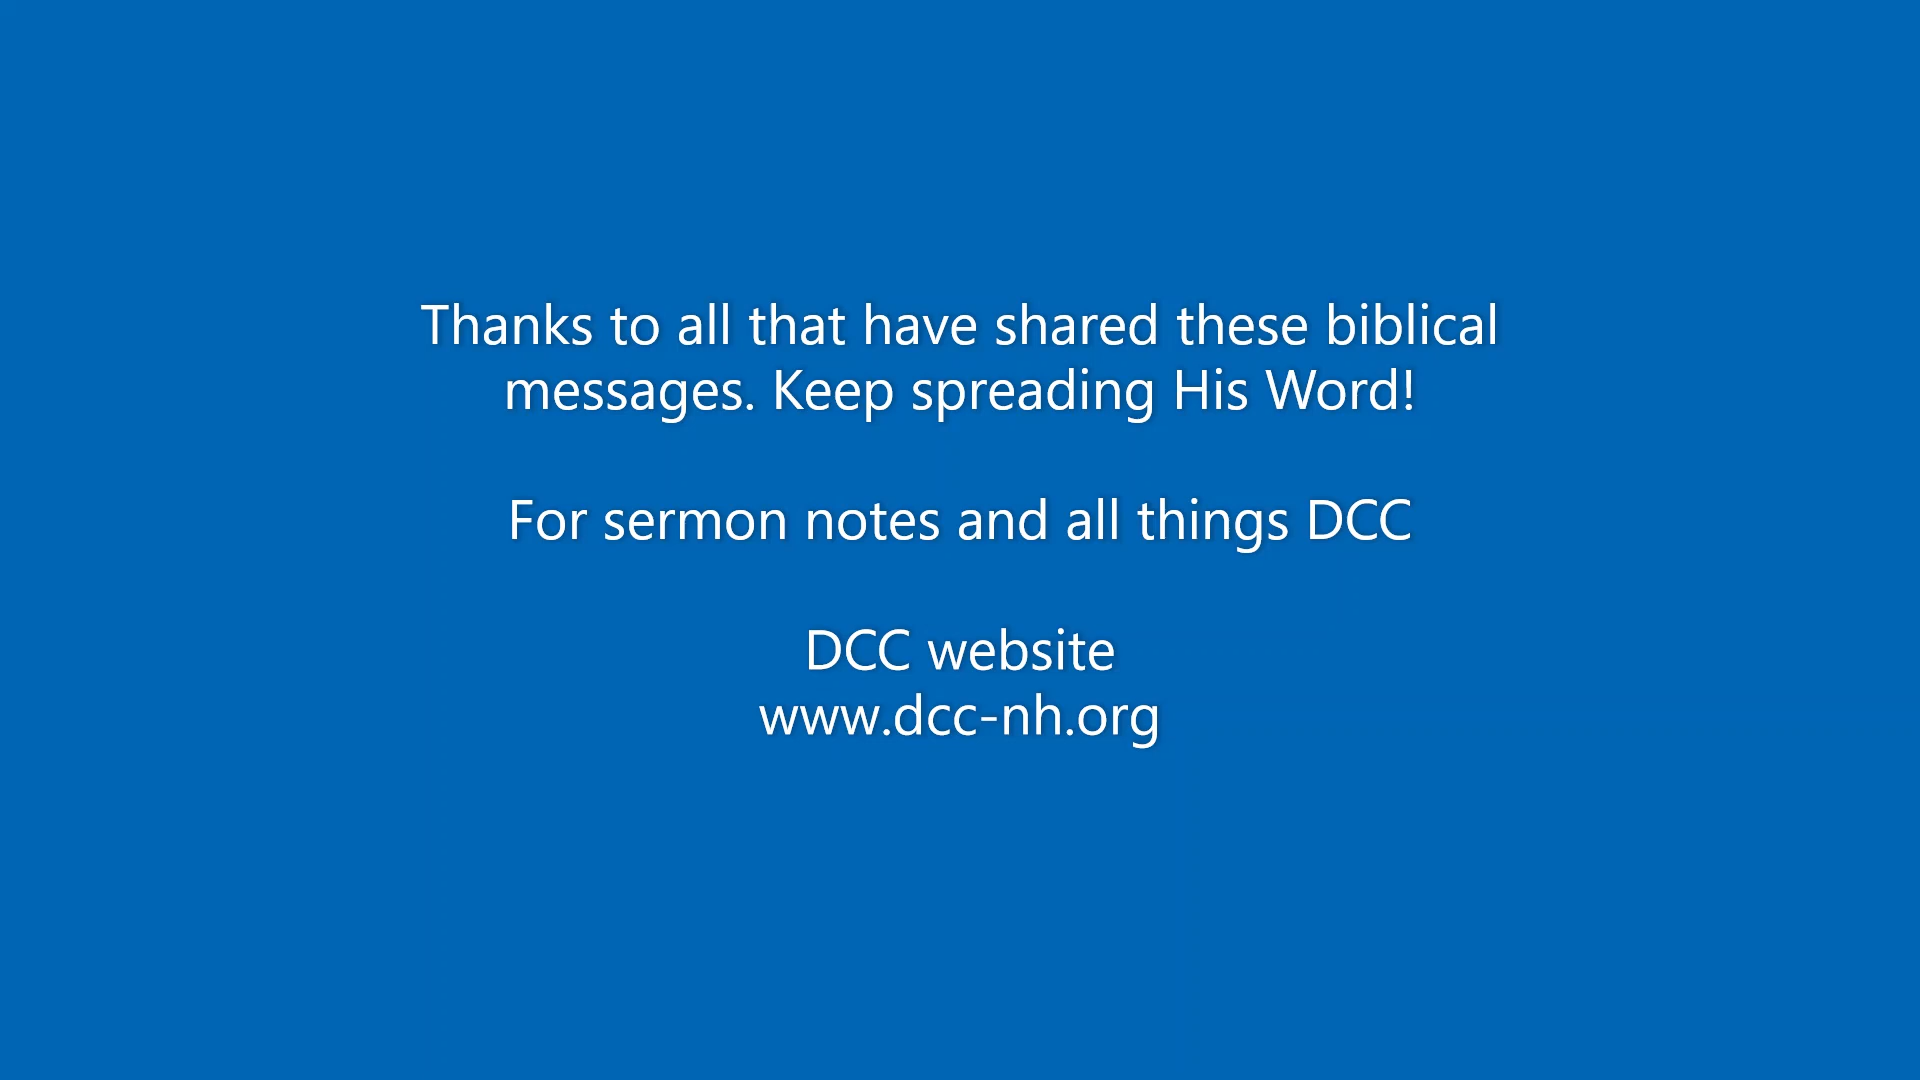 Thanks to all that have shared these biblical
messages. Keep spreading His Word!
For sermon notes and all things DCC
DCC website
www.dcc-nh.org